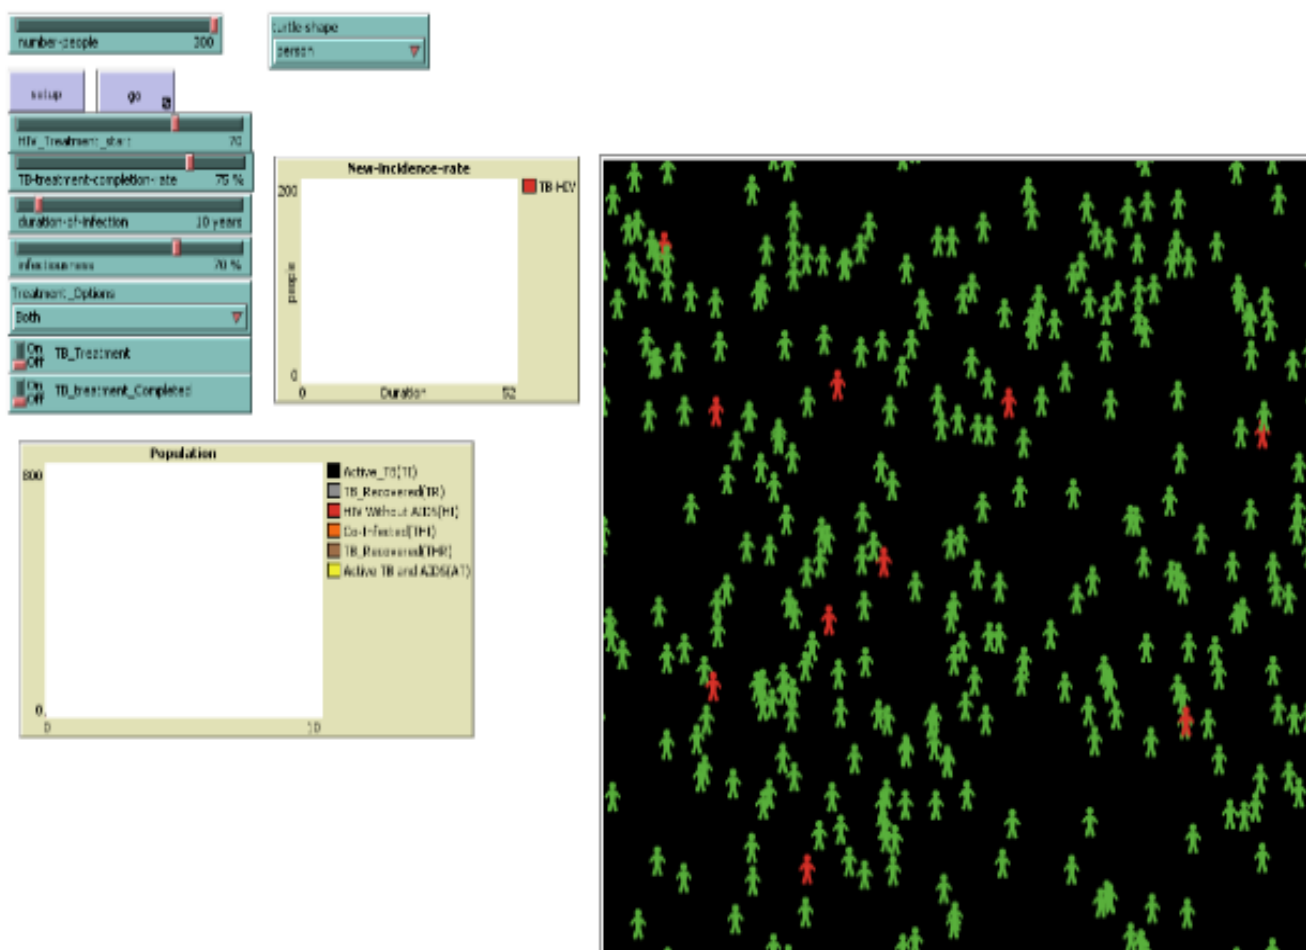 number-people 300
turtle-shape
person
setup
go
HIV_Treatment_start 70
TB-treatment-completion-rate 75 %
duration-of-infection 10 years
infectiousness 70 %
Treatment_Options
Both
On
Off
TB_Treatment
On
Off
TB_treatment_Completed
New-incidence-rate
200
people
0
0
Duration
52
TB-HIV
Population
800
0
0
10
Active_TB(TI)
TB_Recovered(TR)
HIV Without AIDS(HI)
Co-Infected(THI)
TB_Recovered(THR)
Active TB and AIDS(AT)